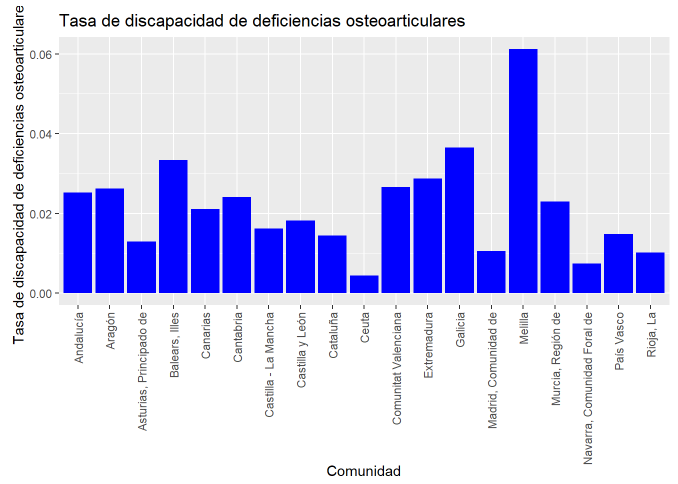 Tasa de discapacidad de deficiencias osteoarticulares
Tasa de discapacidad de deficiencias osteoarticulare
0.06
0.04
0.02
0.00
Andalucía
Aragón
Asturias, Principado de
Balears, Illes
Canarias
Cantabria
Castilla - La Mancha
Castilla y León
Cataluña
Ceuta
Comunitat Valenciana
Extremadura
Galicia
Madrid, Comunidad de
Melilla
Murcia, Región de
Navarra, Comunidad Foral de
País Vasco
Rioja, La
Comunidad